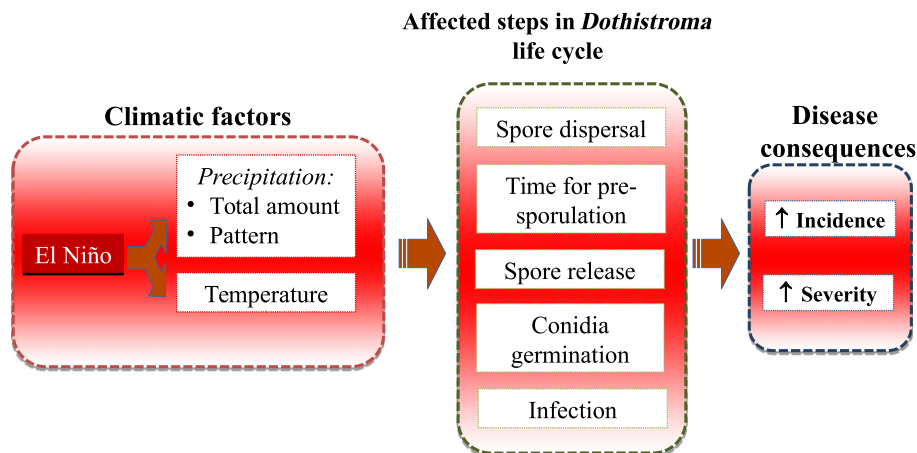 Climatic factors
El Niño
Precipitation:
• Total amount
• Pattern
Temperature
Affected steps in Dothistroma
life cycle
Spore dispersal
Time for pre-
sporulation
Spore release
Conidia
germination
Infection
Disease
consequences
↑ Incidence
↑ Severity